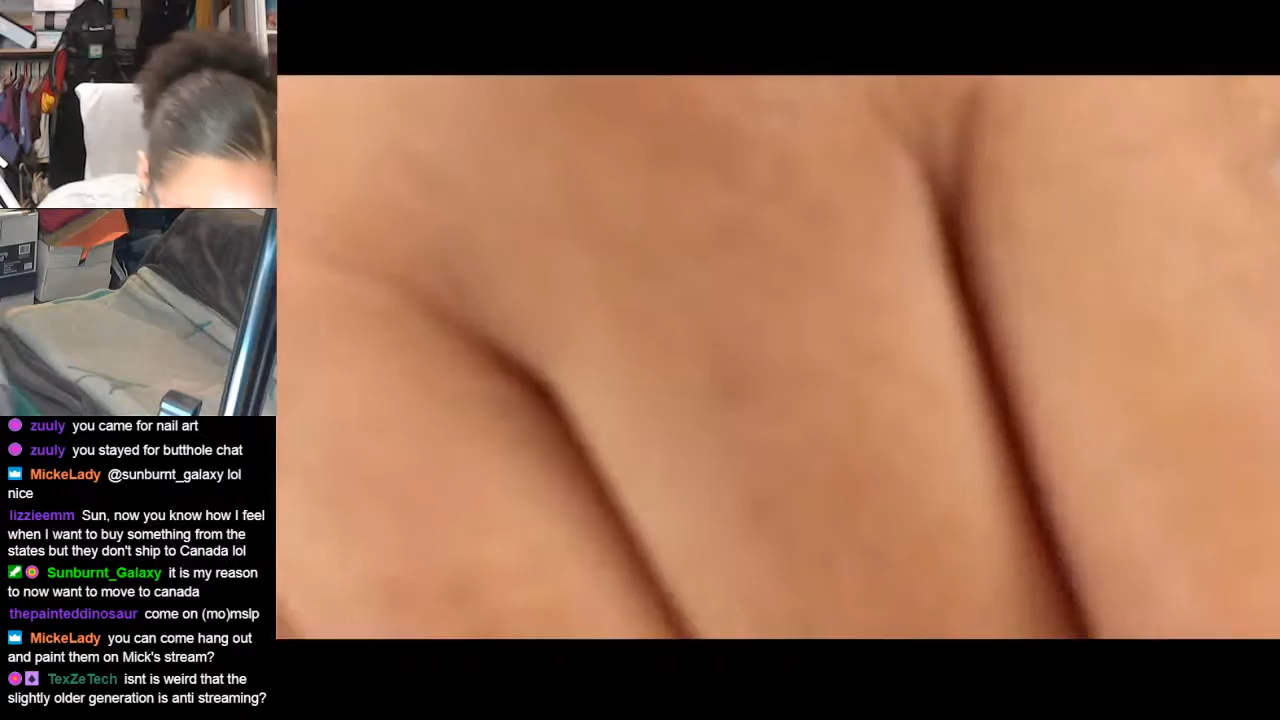 zuuly you came for nail art
zuuly you stayed for butthole chat
MickeLady @sunburnt_galaxy lol
nice
lizzieemm Sun, now you know how I feel
when I want to buy something from the
states but they don't ship to Canada lol
Sunburnt_Galaxy it is my reason
to now want to move to canada
thepainteddinosaur come on (mo)mslp
MickeLady you can come hang out
and paint them on Mick's stream?
TexZeTech isnt is weird that the
slightly older generation is anti streaming?